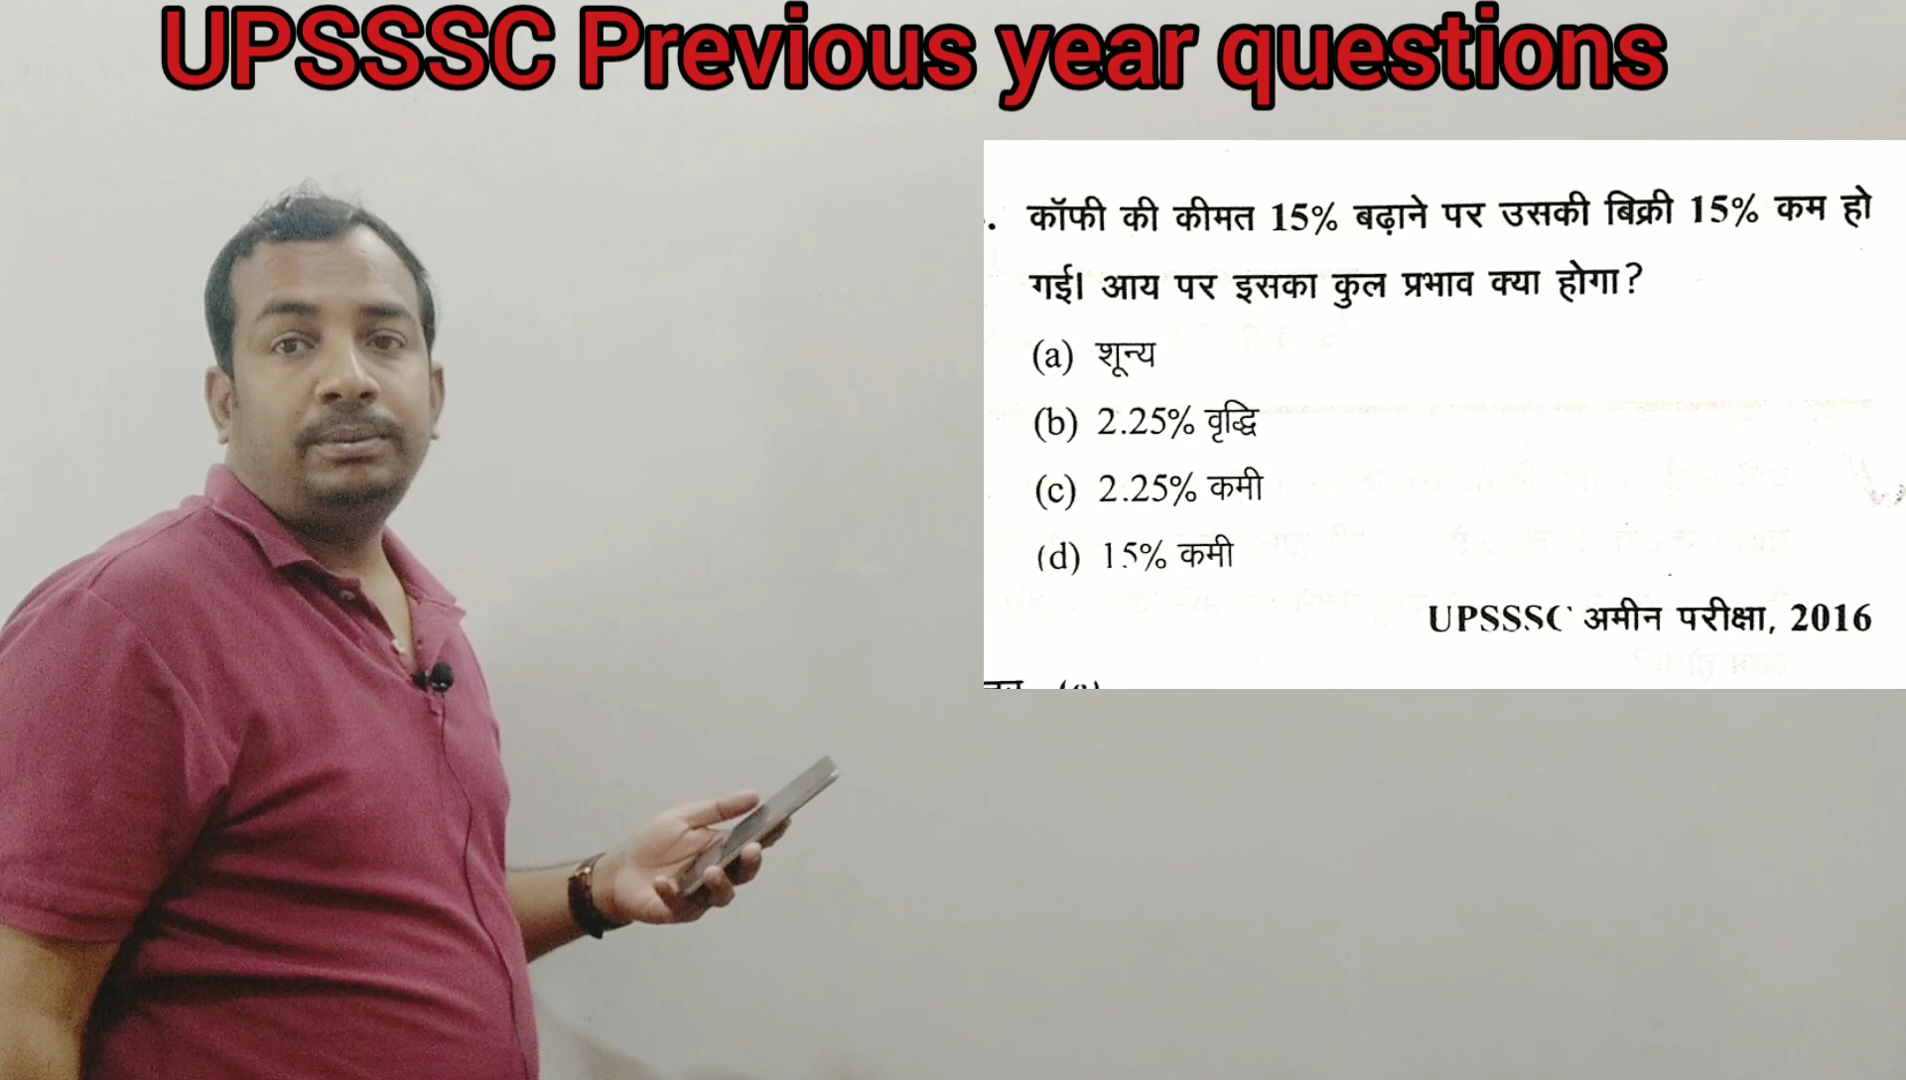 UPSSSC Previous year questions
. कॉफी की कीमत 15% बढ़ाने पर उसकी बिक्री 15% कम हो
गई। आय पर इसका कुल प्रभाव क्या होगा?
(a) शून्य
(b) 2.25% वृद्धि
(c) 2.25% कमी
(d) 15% कमी
UPSSSC अमीन परीक्षा, 2016